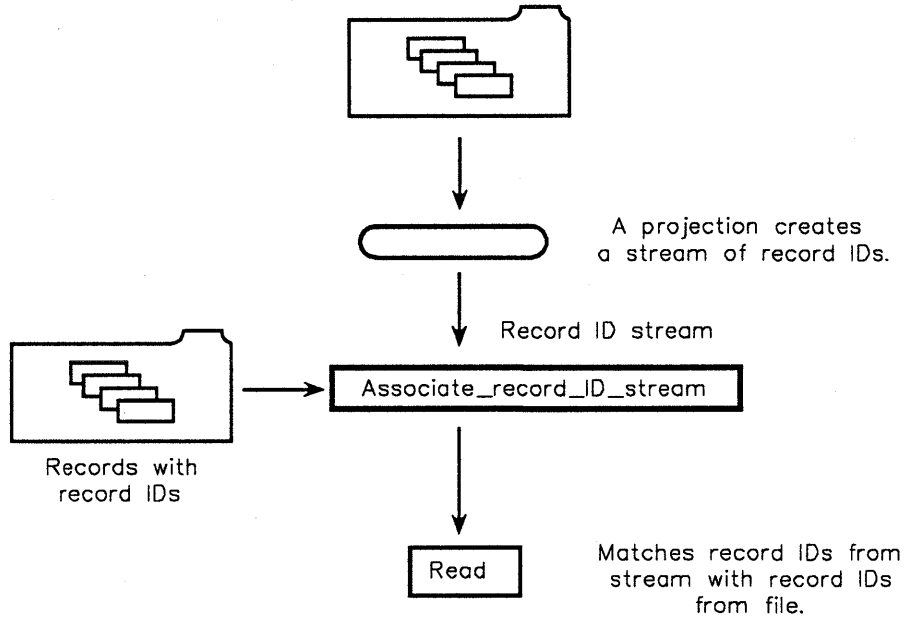 A projection creates
a stream of record IDs.
Record ID stream
Associate_record_ID_stream
Records with
record IDs
Read
Matches record IDs from
stream with record IDs
from file.